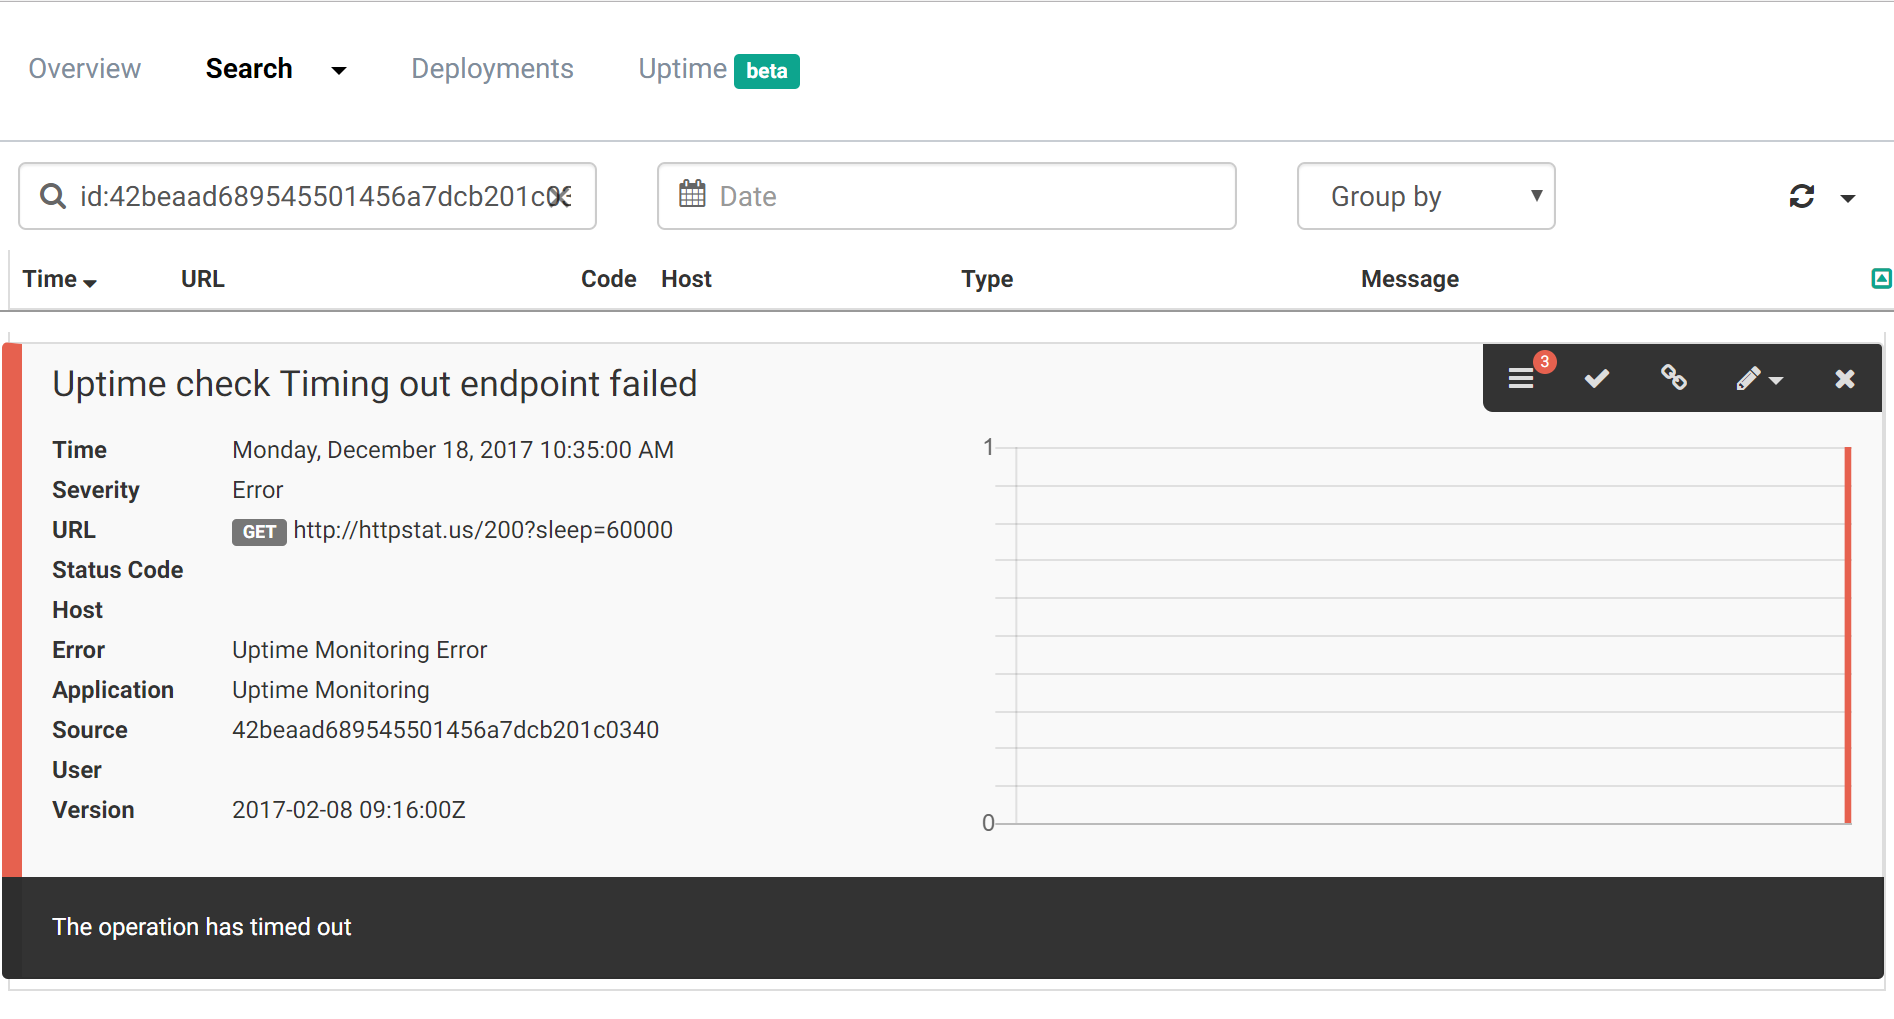 Overview Search Deployments Uptime beta
id:42beaad689545501456a7dcb201c03 Date Group by
Time URL Code Host Type Message
Uptime check Timing out endpoint failed
3
Time Monday, December 18, 2017 10:35:00 AM
Severity Error
URL GET http://httpstat.us/200?sleep=60000
Status Code
Host
Error Uptime Monitoring Error
Application Uptime Monitoring
Source 42beaad689545501456a7dcb201c0340
User
Version 2017-02-08 09:16:00Z
1
0
The operation has timed out